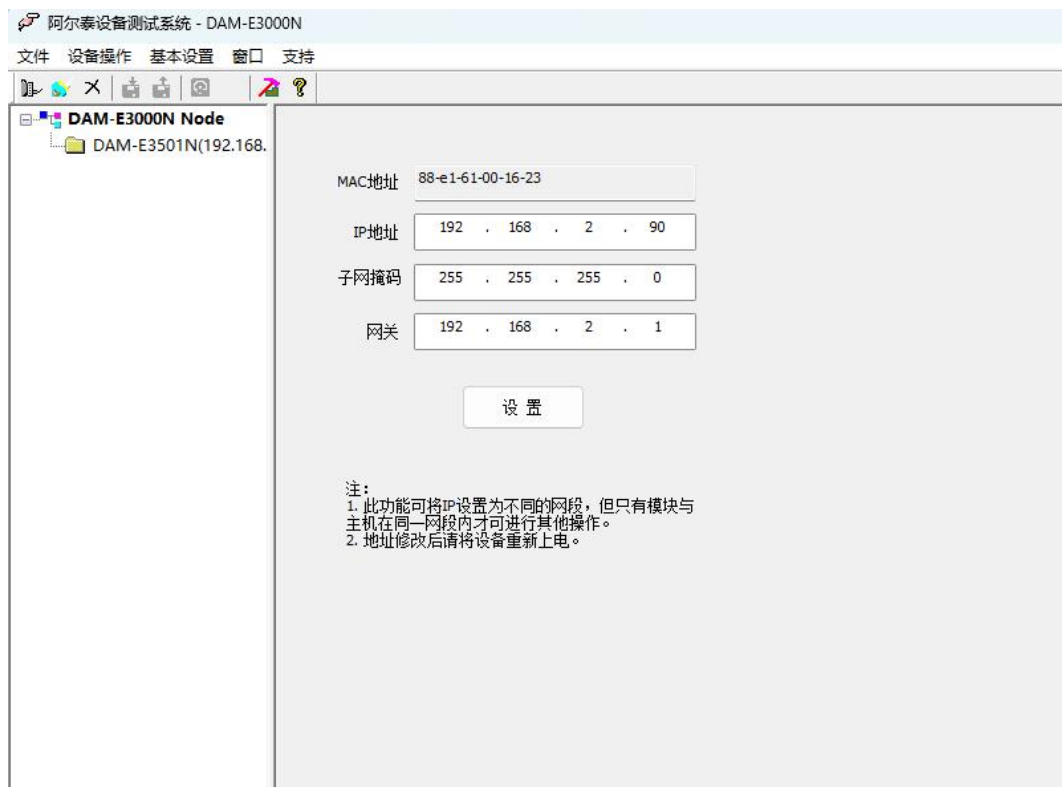 阿尔泰设备测试系统 - DAM-E3000N
文件 设备操作 基本设置 窗口 支持
DAM-E3000N Node
DAM-E3501N(192.168.
MAC地址 88-e1-61-00-16-23
IP地址 192 . 168 . 2 . 90
子网掩码 255 . 255 . 255 . 0
网关 192 . 168 . 2 . 1
设 置
注：
1. 此功能可将IP设置为不同的网段，但只有模块与
主机在同一网段内才可进行其他操作。
2. 地址修改后请将设备重新上电。